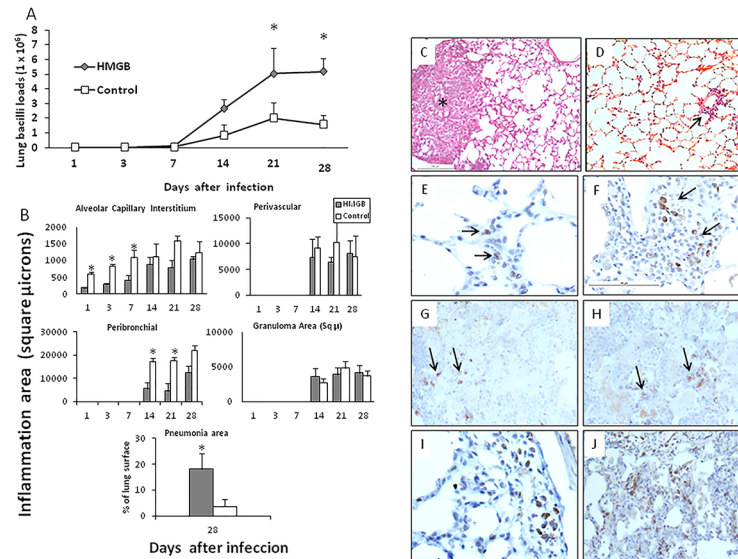 A
8
7
6
5
4
3
2
1
0
Lung bacilli loads (1 x 10⁶)
HMGB
Control
*
*
1 3 7 14 21 28
Days after infection
B
Inflammation area (square µicrons)
Alveolar Capillary Interstitium
2000
1500
1000
500
0
* * *
1 3 7 14 21 28
Perivascular
HMGB
Control
15000
10000
5000
0
1 3 7 14 21 28
Peribronchial
30000
20000
10000
0
* *
1 3 7 14 21 28
Granuloma Area (Sq µ)
10000
5000
0
1 3 7 14 21 28
Pneumonia area
% of lung surface
30
20
10
0
*
28
Days after infeccion
C
*
D
E
F
G
H
I
J